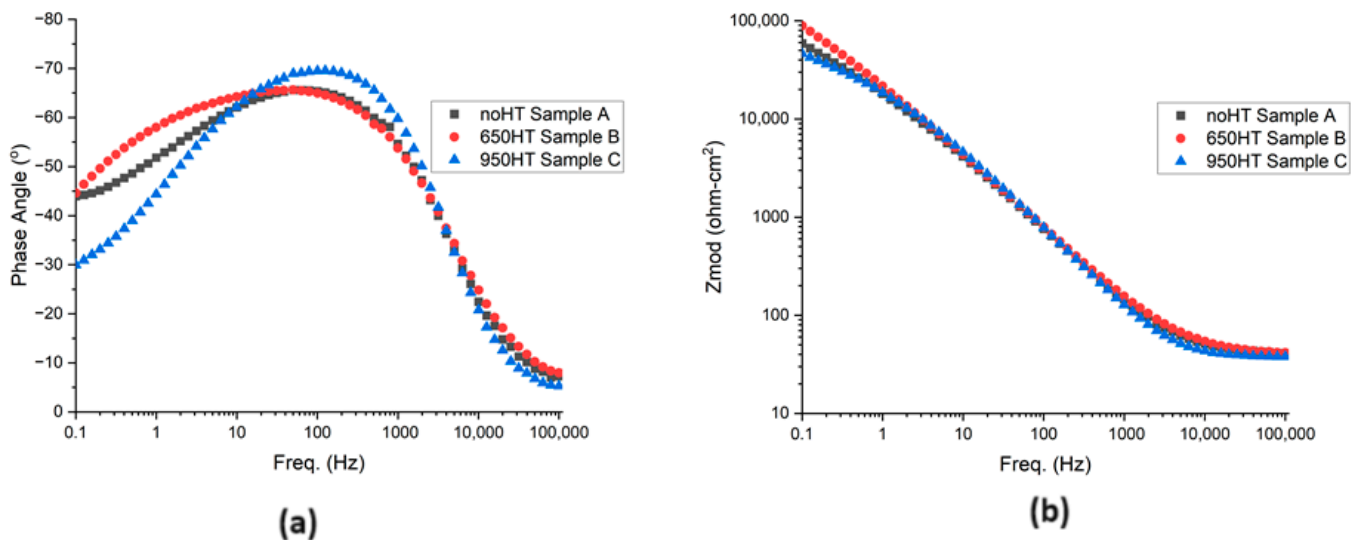 −80
−70
−60
−50
−40
−30
−20
−10
0
Phase Angle (°)
0.1 1 10 100 1000 10,000 100,000
Freq. (Hz)
noHT Sample A
650HT Sample B
950HT Sample C
(a)
100,000
10,000
1000
100
10
Zmod (ohm-cm²)
0.1 1 10 100 1000 10,000 100,000
Freq. (Hz)
noHT Sample A
650HT Sample B
950HT Sample C
(b)